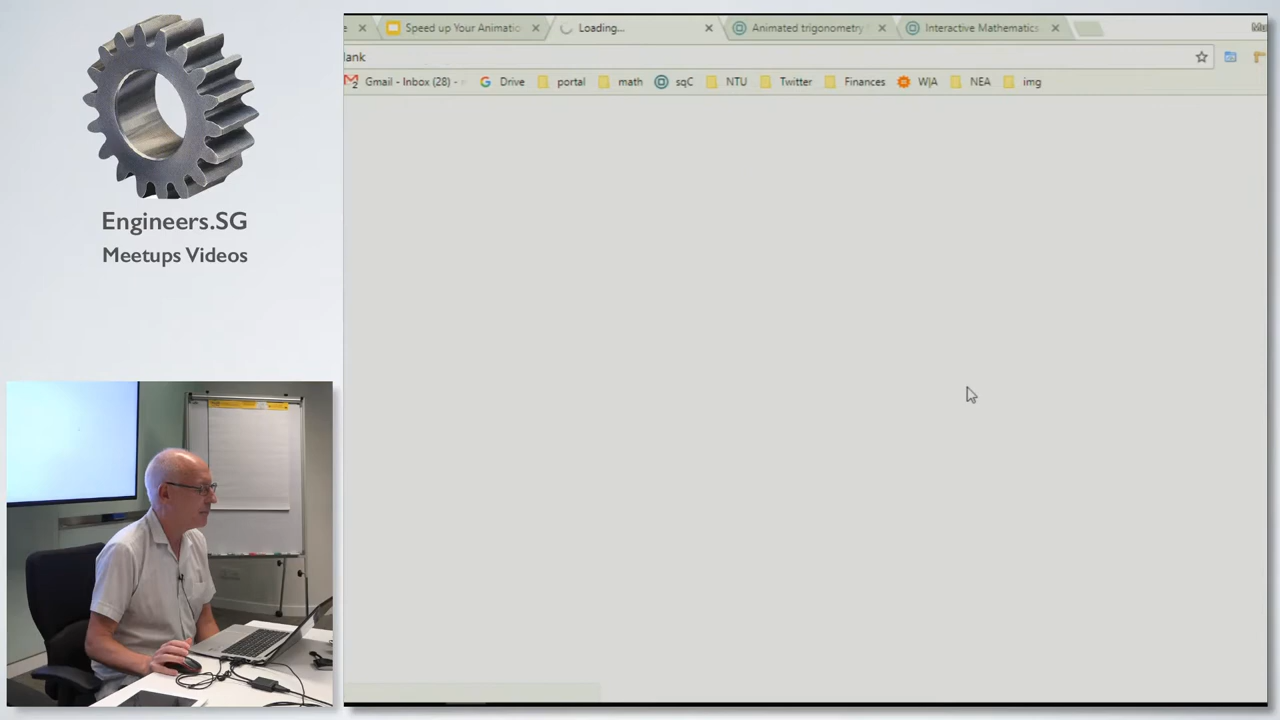 Engineers.SG
Meetups Videos
e
Speed up Your Animatio
Loading...
Animated trigonometry
Interactive Mathematics
lank
Gmail - Inbox (28) -
Drive
portal
math
sqC
NTU
Twitter
Finances
W|A
NEA
img